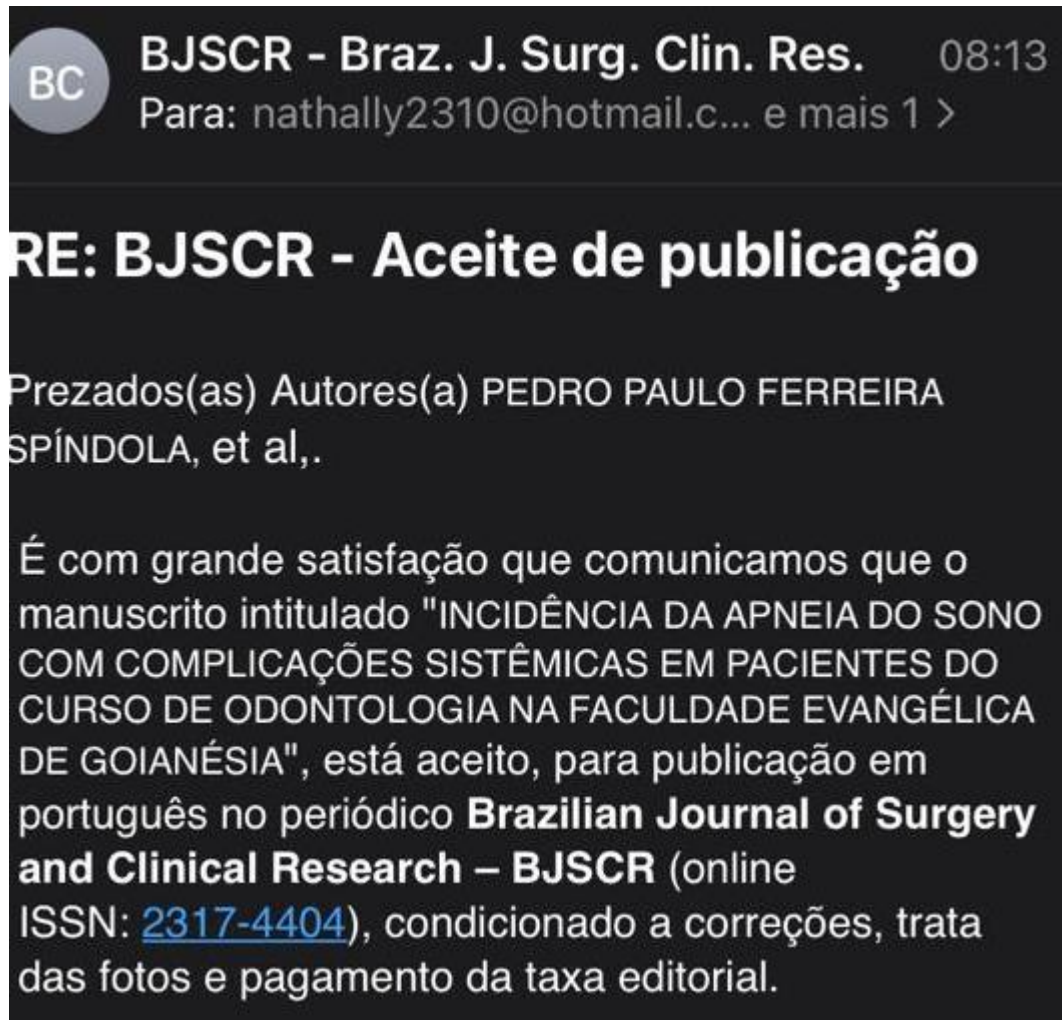 BC
BJSCR - Braz. J. Surg. Clin. Res. 08:13
Para: nathally2310@hotmail.c... e mais 1 >
RE: BJSCR - Aceite de publicação
Prezados(as) Autores(a) PEDRO PAULO FERREIRA
SPÍNDOLA, et al,.
É com grande satisfação que comunicamos que o
manuscrito intitulado "INCIDÊNCIA DA APNEIA DO SONO
COM COMPLICAÇÕES SISTÊMICAS EM PACIENTES DO
CURSO DE ODONTOLOGIA NA FACULDADE EVANGÉLICA
DE GOIANÉSIA", está aceito, para publicação em
português no periódico Brazilian Journal of Surgery
and Clinical Research – BJSCR (online
ISSN: 2317-4404), condicionado a correções, trata
das fotos e pagamento da taxa editorial.